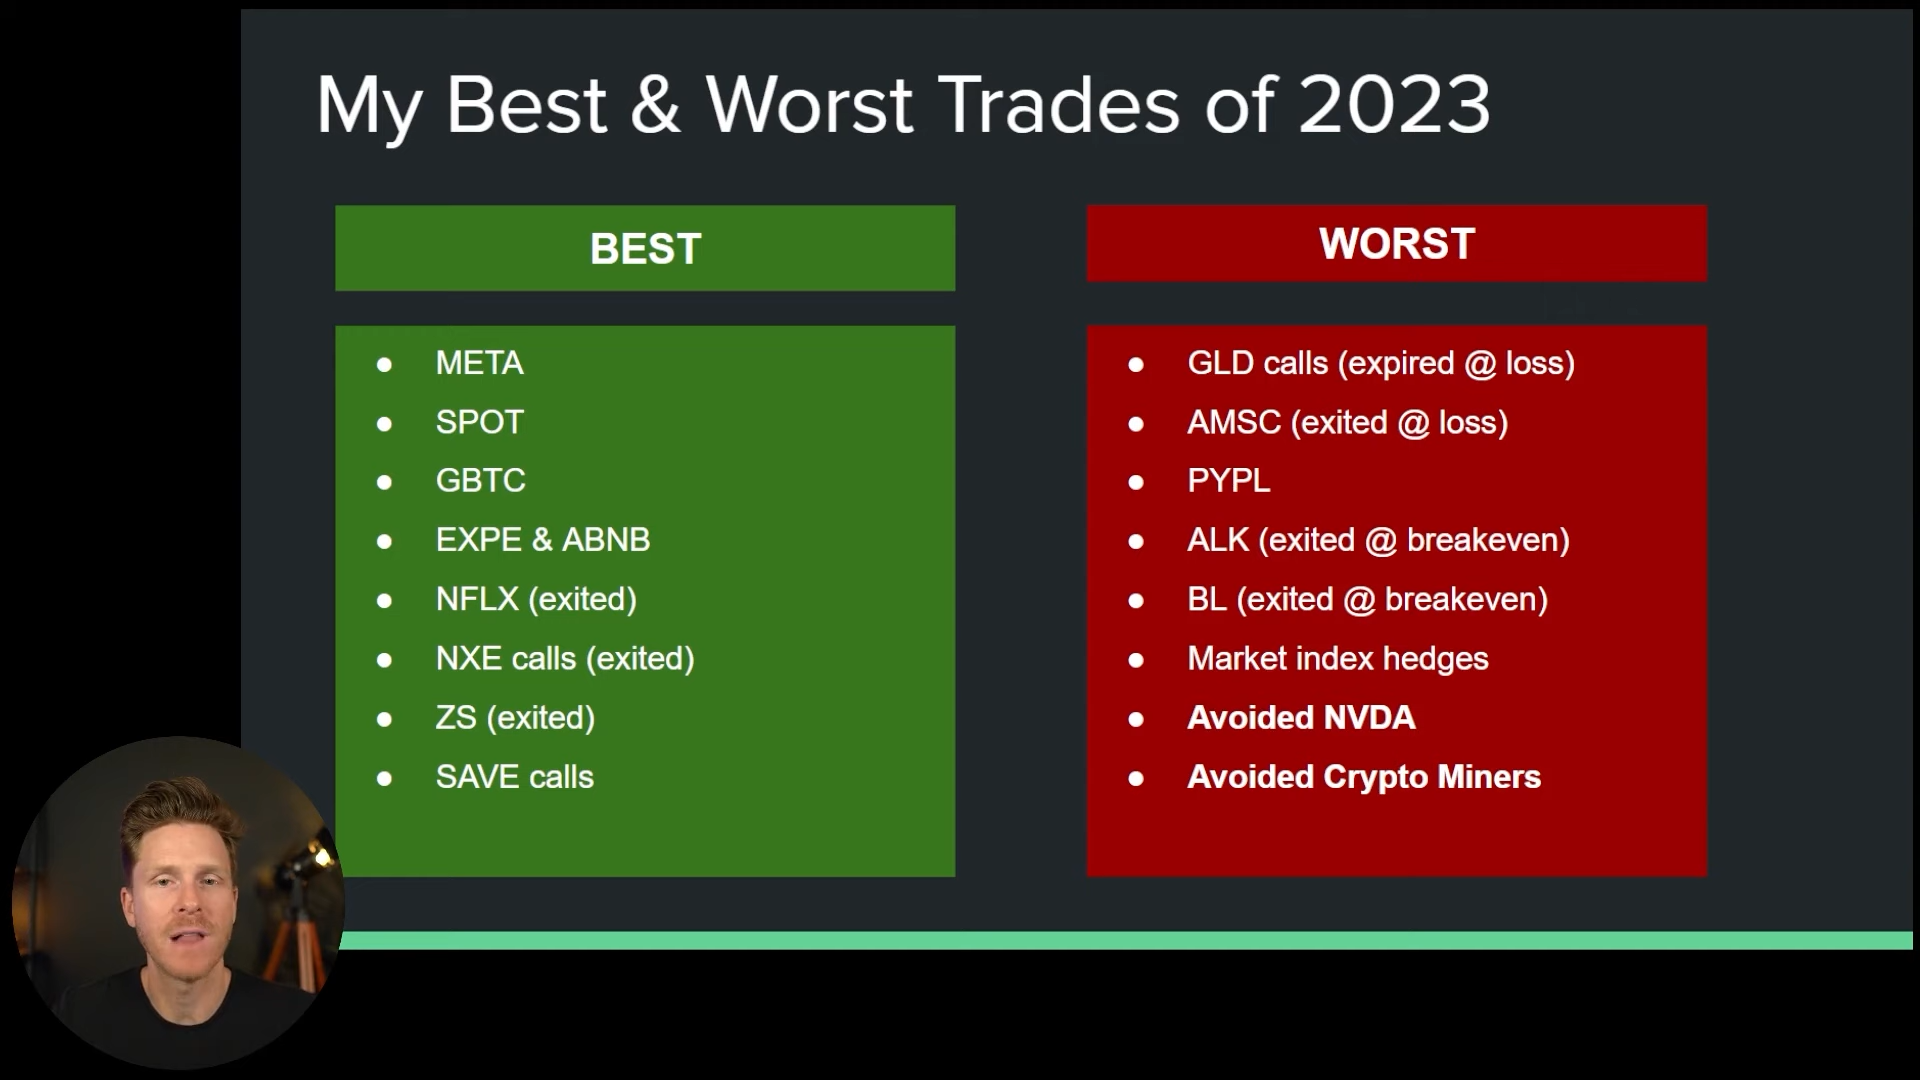 My Best & Worst Trades of 2023
BEST
META
SPOT
GBTC
EXPE & ABNB
NFLX (exited)
NXE calls (exited)
ZS (exited)
SAVE calls
WORST
GLD calls (expired @ loss)
AMSC (exited @ loss)
PYPL
ALK (exited @ breakeven)
BL (exited @ breakeven)
Market index hedges
Avoided NVDA
Avoided Crypto Miners